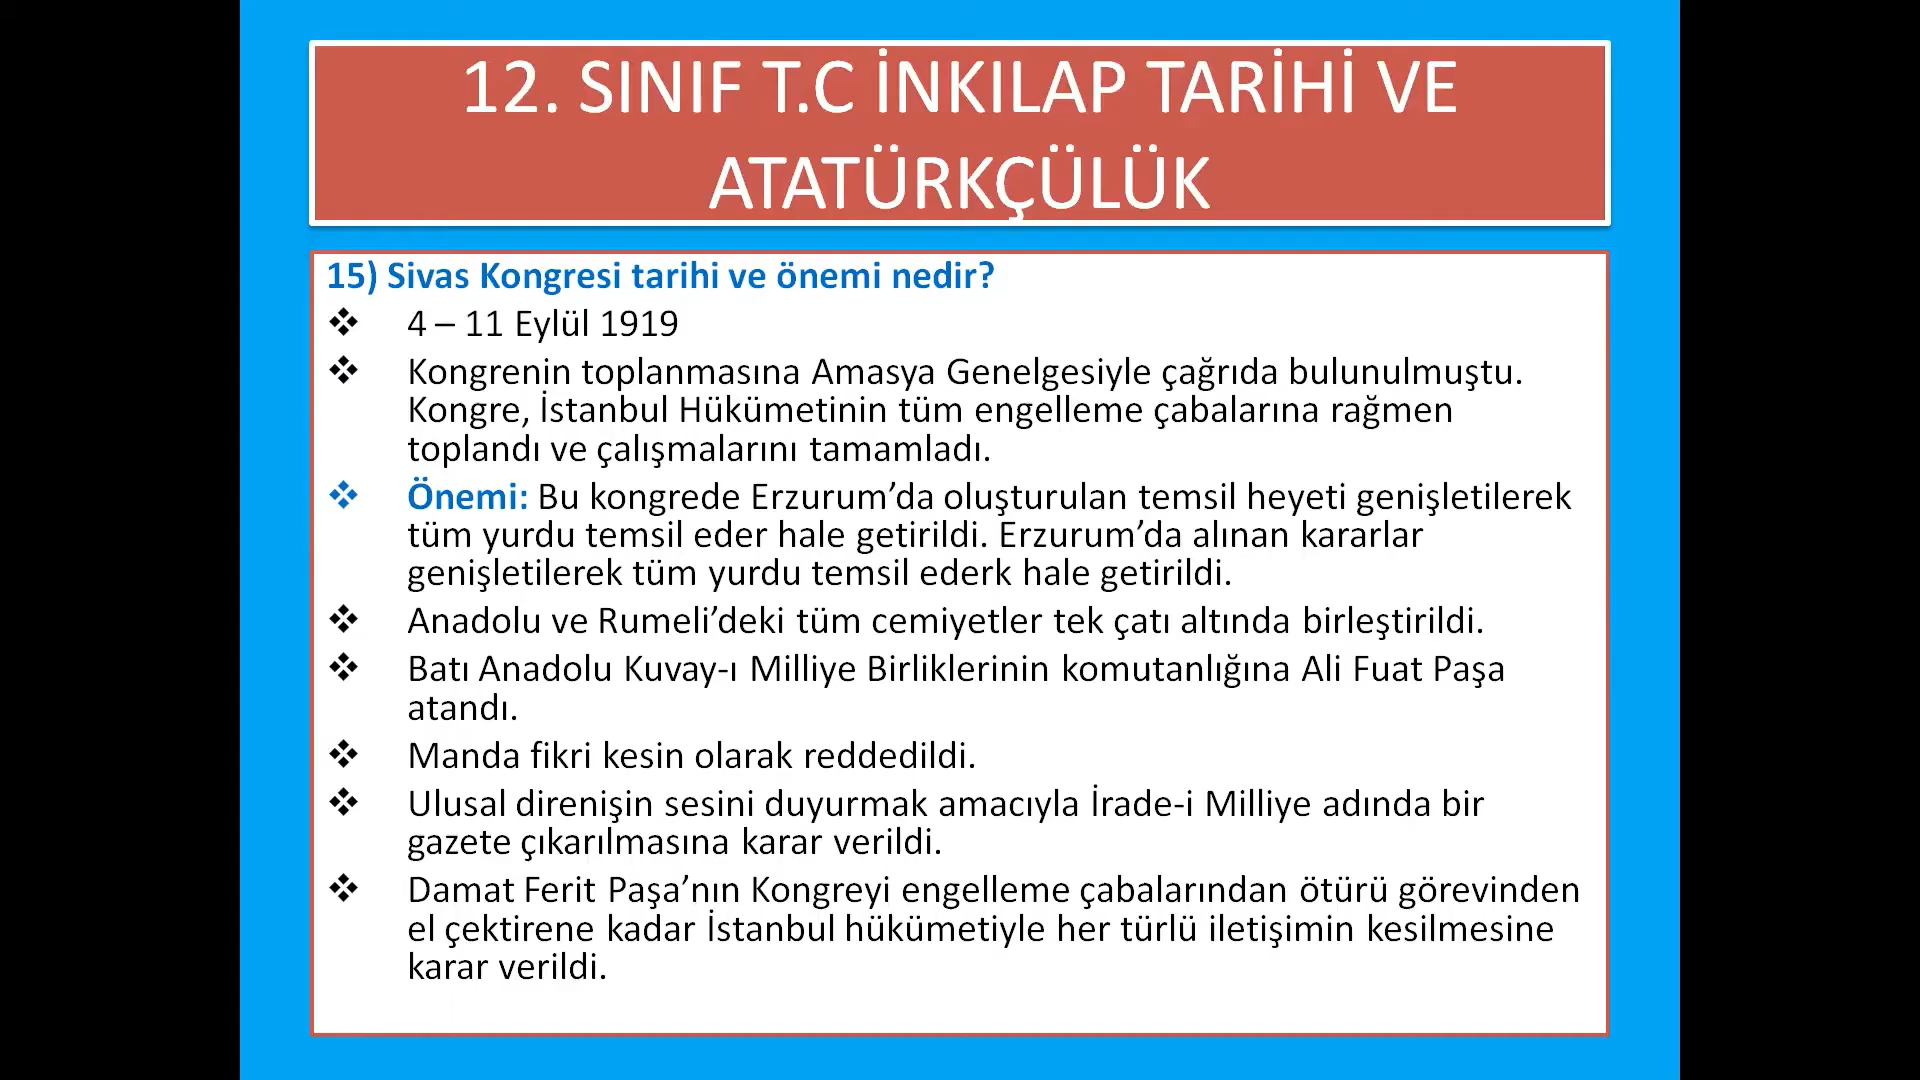 12. SINIF T.C İNKILAP TARİHİ VE
ATATÜRKÇÜLÜK
15) Sivas Kongresi tarihi ve önemi nedir?
❖ 4 – 11 Eylül 1919
❖ Kongrenin toplanmasına Amasya Genelgesiyle çağrıda bulunulmuştu.
Kongre, İstanbul Hükümetinin tüm engelleme çabalarına rağmen
toplandı ve çalışmalarını tamamladı.
❖ Önemi: Bu kongrede Erzurum’da oluşturulan temsil heyeti genişletilerek
tüm yurdu temsil eder hale getirildi. Erzurum’da alınan kararlar
genişletilerek tüm yurdu temsil ederk hale getirildi.
❖ Anadolu ve Rumeli’deki tüm cemiyetler tek çatı altında birleştirildi.
❖ Batı Anadolu Kuvay-ı Milliye Birliklerinin komutanlığına Ali Fuat Paşa
atandı.
❖ Manda fikri kesin olarak reddedildi.
❖ Ulusal direnişin sesini duyurmak amacıyla İrade-i Milliye adında bir
gazete çıkarılmasına karar verildi.
❖ Damat Ferit Paşa’nın Kongreyi engelleme çabalarından ötürü görevinden
el çektirene kadar İstanbul hükümetiyle her türlü iletişimin kesilmesine
karar verildi.